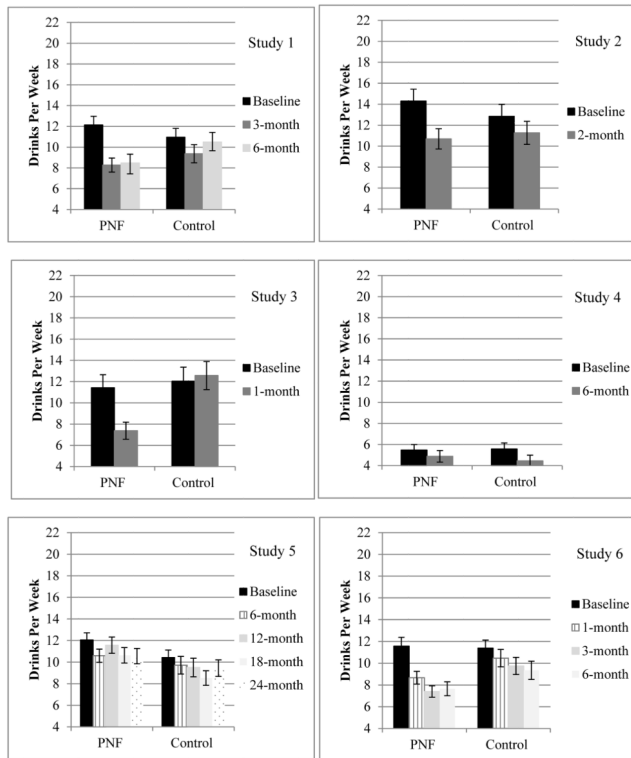 Study 1
Drinks Per Week
22
20
18
16
14
12
10
8
6
4
PNF Control
Baseline
3-month
6-month
Study 2
Drinks Per Week
22
20
18
16
14
12
10
8
6
4
PNF Control
Baseline
2-month
Study 3
Drinks Per Week
22
20
18
16
14
12
10
8
6
4
PNF Control
Baseline
1-month
Study 4
Drinks Per Week
22
20
18
16
14
12
10
8
6
4
PNF Control
Baseline
6-month
Study 5
Drinks Per Week
22
20
18
16
14
12
10
8
6
4
PNF Control
Baseline
6-month
12-month
18-month
24-month
Study 6
Drinks Per Week
22
20
18
16
14
12
10
8
6
4
PNF Control
Baseline
1-month
3-month
6-month